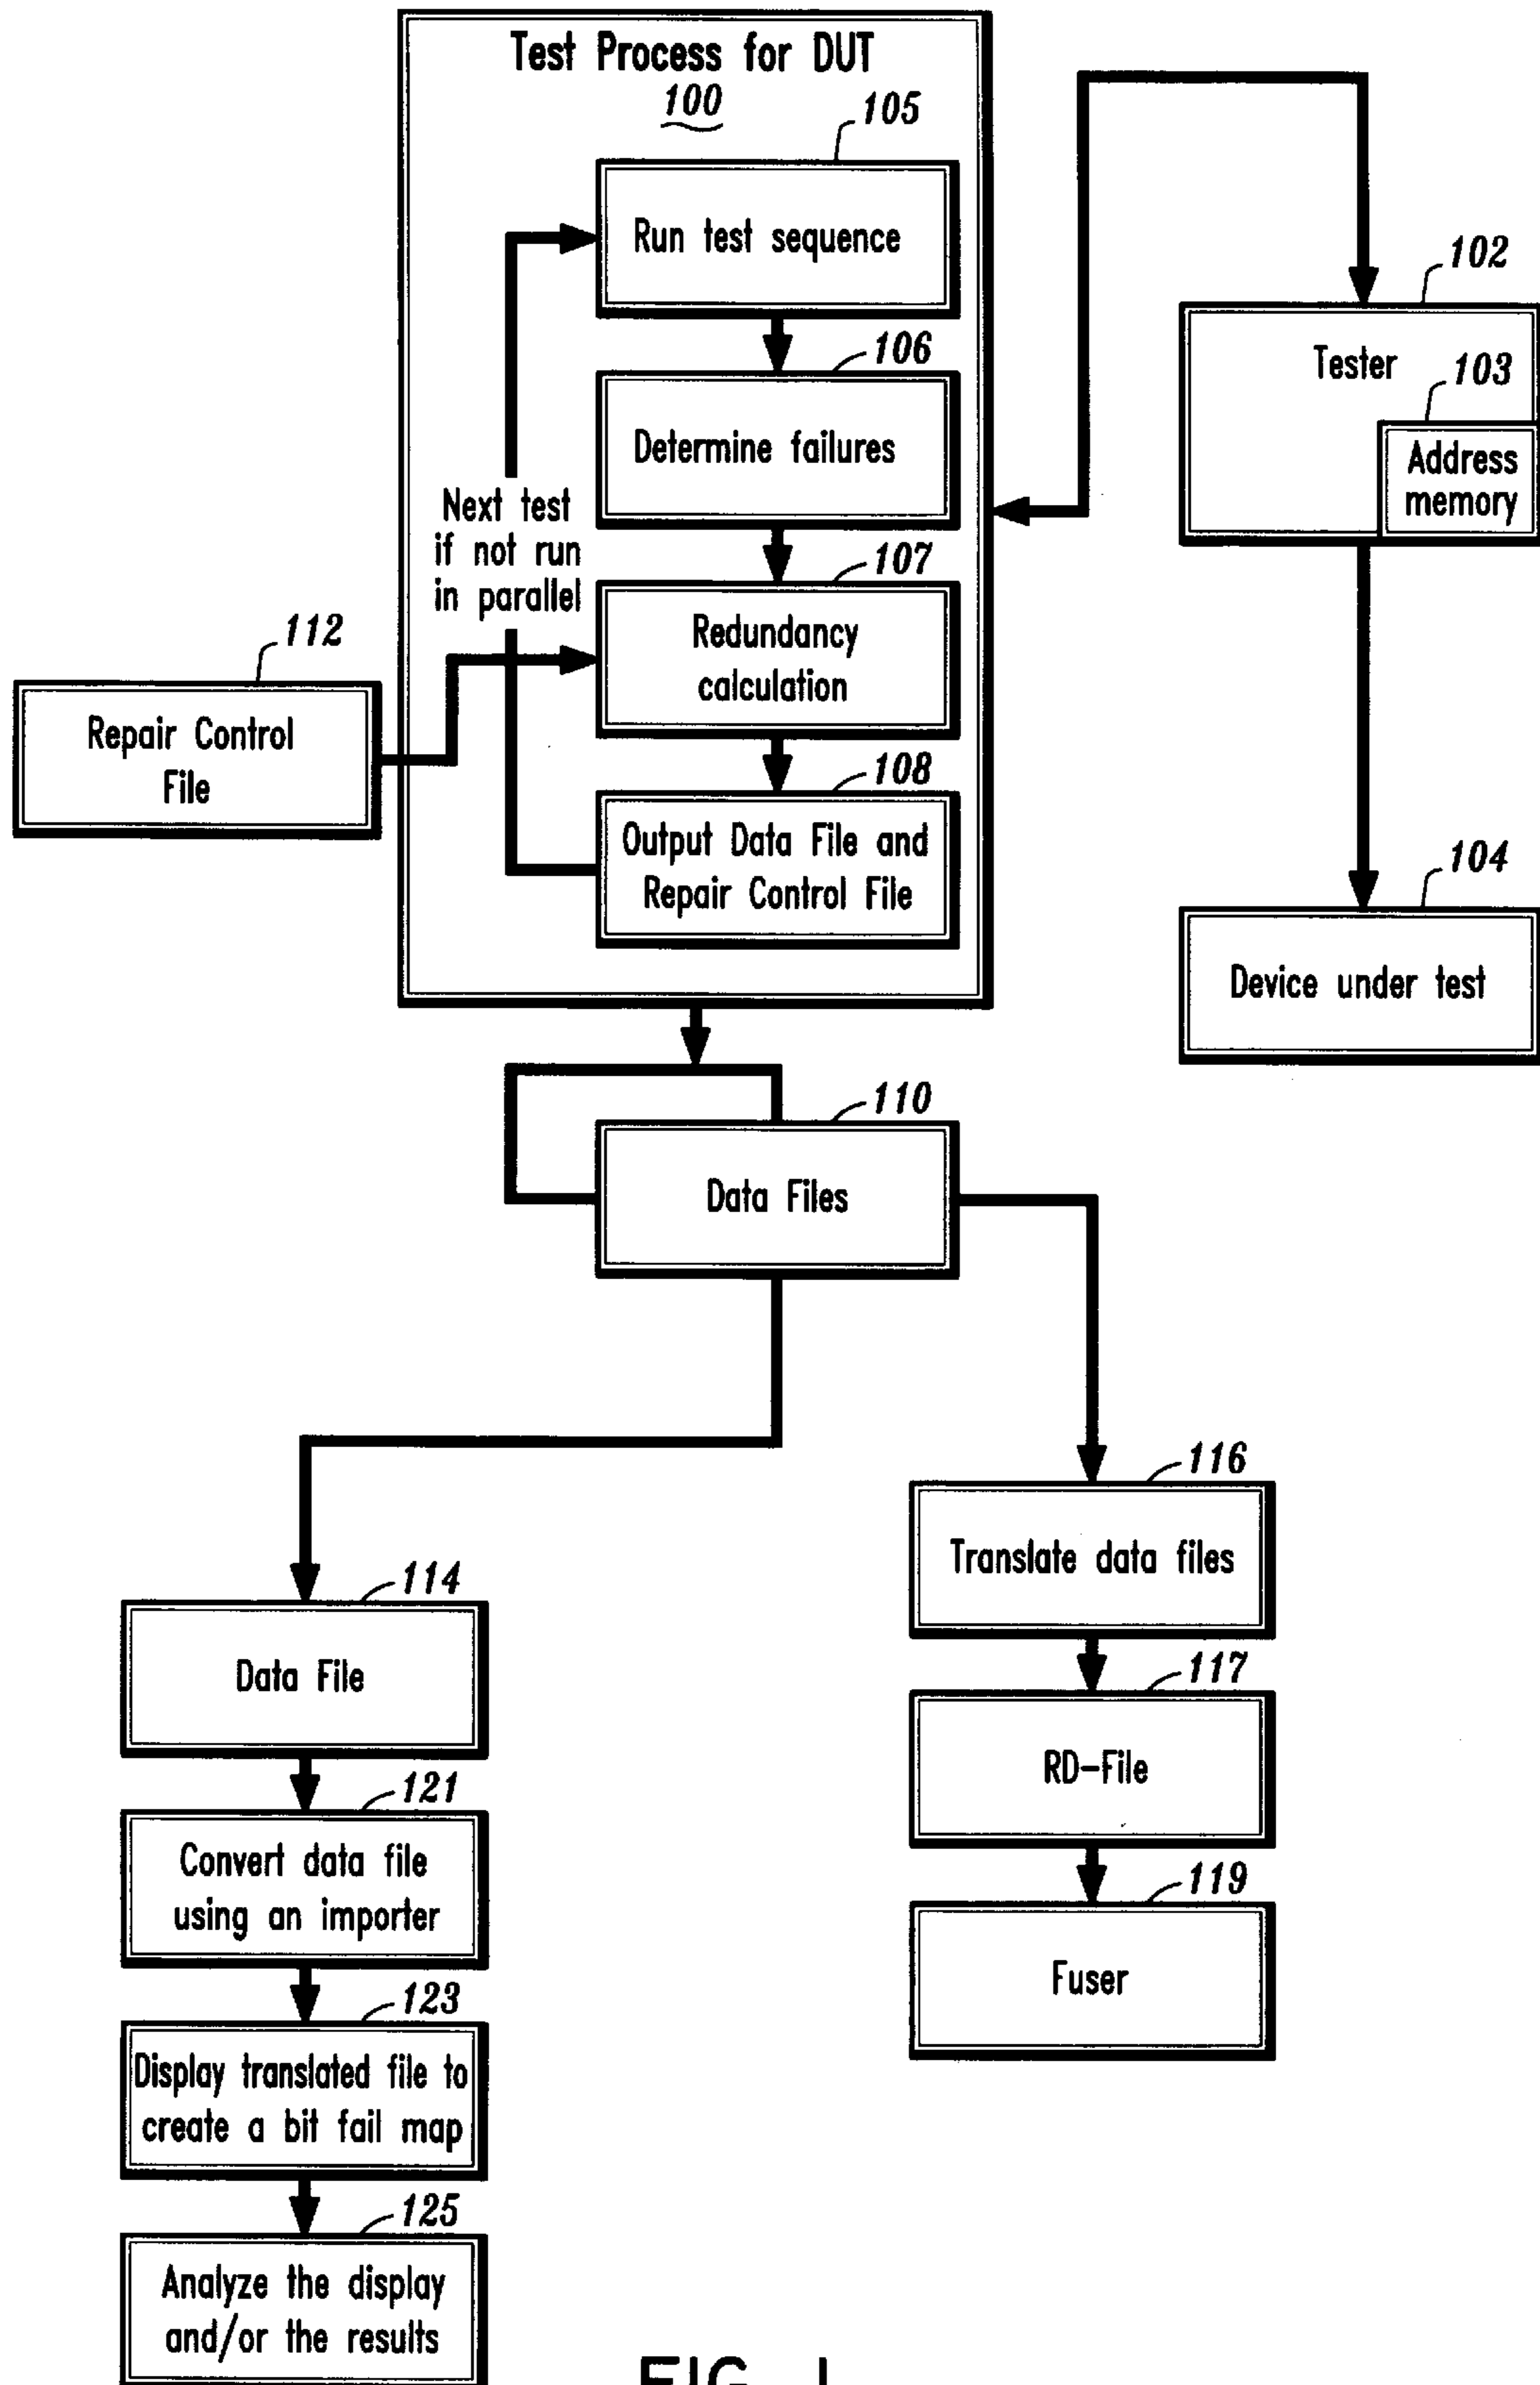 Test Process for DUT
100
105
Run test sequence
106
Determine failures
Next test
if not run
in parallel
107
Redundancy
calculation
108
Output Data File and
Repair Control File
112
Repair Control
File
102
Tester
103
Address
memory
104
Device under test
110
Data Files
114
Data File
121
Convert data file
using an importer
123
Display translated file to
create a bit fail map
125
Analyze the display
and/or the results
116
Translate data files
117
RD-File
119
Fuser
FIG. 1